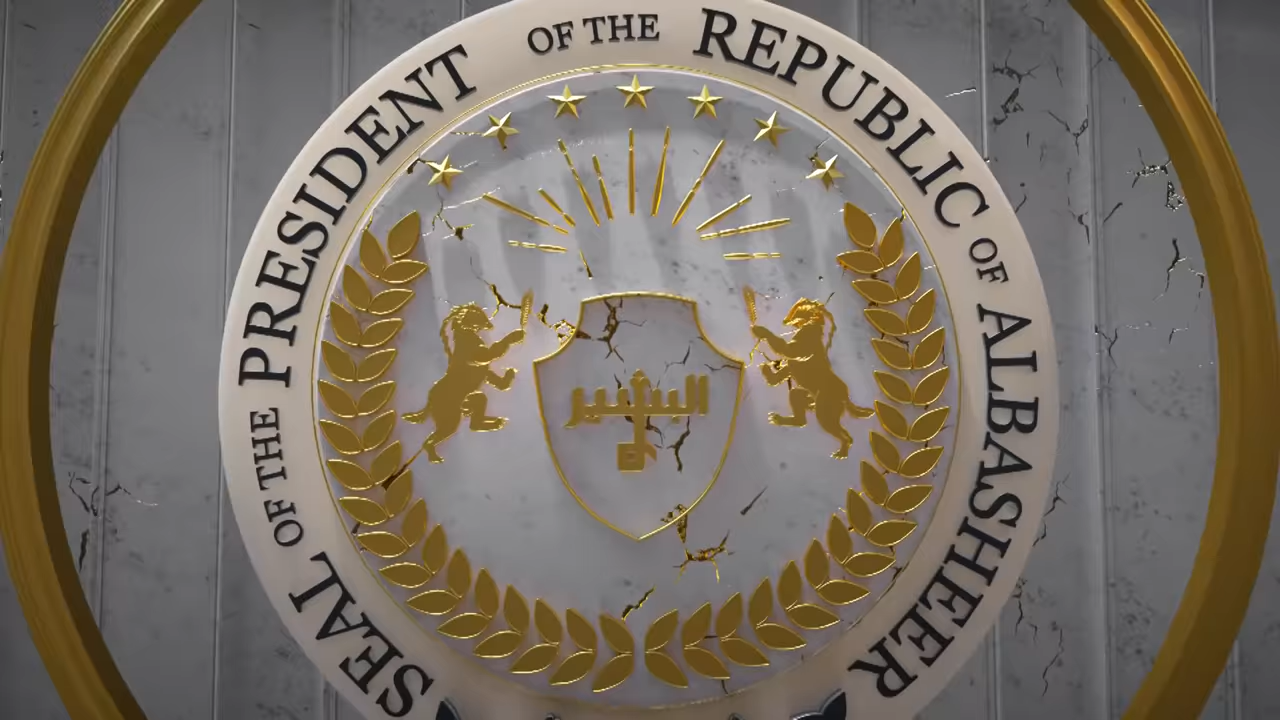 SEAL OF THE PRESIDENT OF THE REPUBLIC OF ALBASHEER
البشير